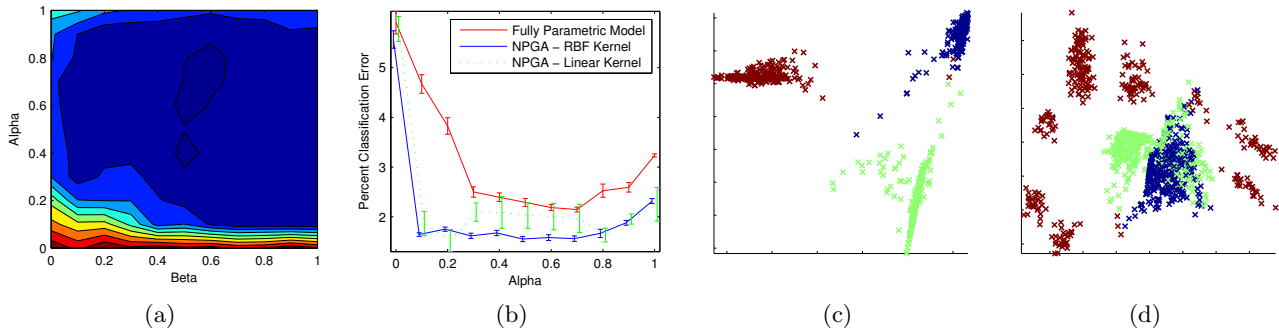 1
0.8
0.6
0.4
0.2
0
Alpha
0 0.2 0.4 0.6 0.8 1
Beta
(a)
Percent Classification Error
5
4
3
2
Fully Parametric Model
NPGA − RBF Kernel
NPGA − Linear Kernel
0 0.2 0.4 0.6 0.8 1
Alpha
(b)
(c)
(d)